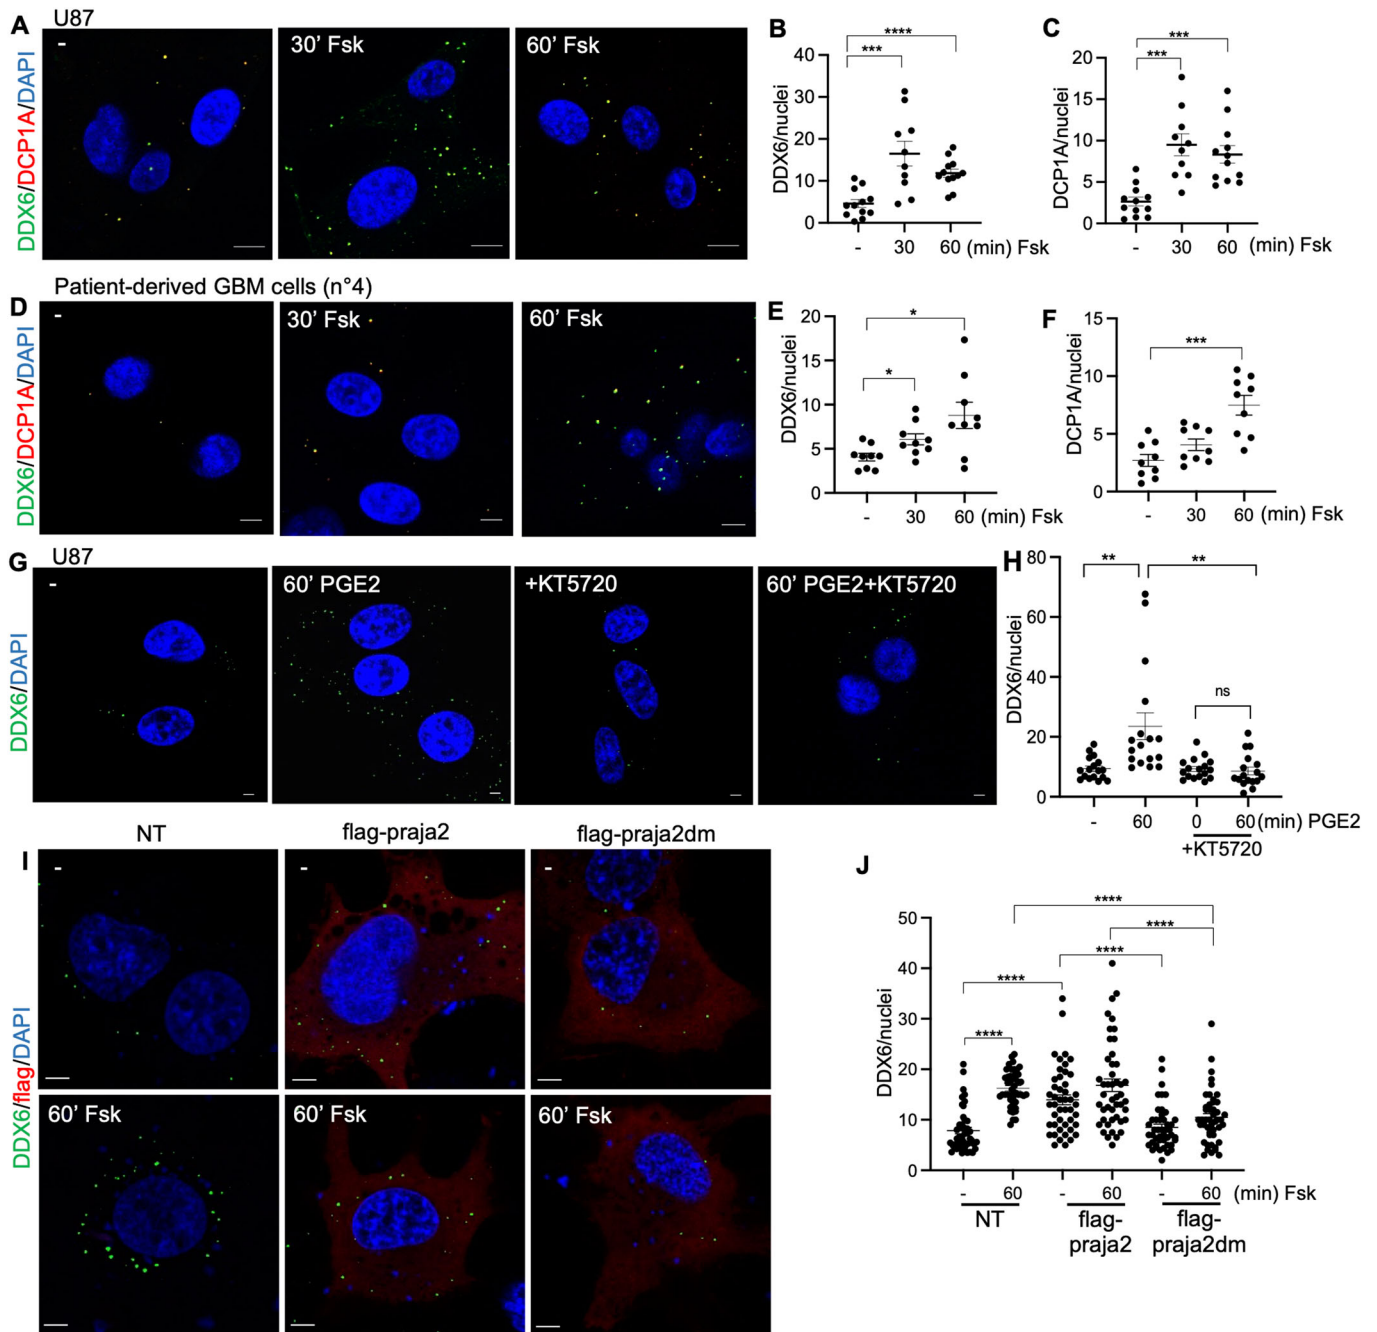 A
U87
DDX6/DCP1A/DAPI
-
30’ Fsk
60’ Fsk
B
DDX6/nuclei
40
30
20
10
0
***
****
- 30 60 (min) Fsk
C
DCP1A/nuclei
20
15
10
5
0
***
***
- 30 60 (min) Fsk
D
Patient-derived GBM cells (n°4)
DDX6/DCP1A/DAPI
-
30’ Fsk
60’ Fsk
E
DDX6/nuclei
20
15
10
5
0
*
*
- 30 60 (min) Fsk
F
DCP1A/nuclei
15
10
5
0
***
- 30 60 (min) Fsk
G
U87
DDX6/DAPI
-
60’ PGE2
+KT5720
60’ PGE2+KT5720
H
DDX6/nuclei
80
60
40
20
0
**
**
ns
- 60 0 60 (min) PGE2
+KT5720
I
NT
flag-praja2
flag-praja2dm
DDX6/flag/DAPI
-
-
-
60’ Fsk
60’ Fsk
60’ Fsk
J
DDX6/nuclei
50
40
30
20
10
0
****
****
****
****
****
- 60 - 60 - 60 (min) Fsk
NT
flag-
praja2
flag-
praja2dm